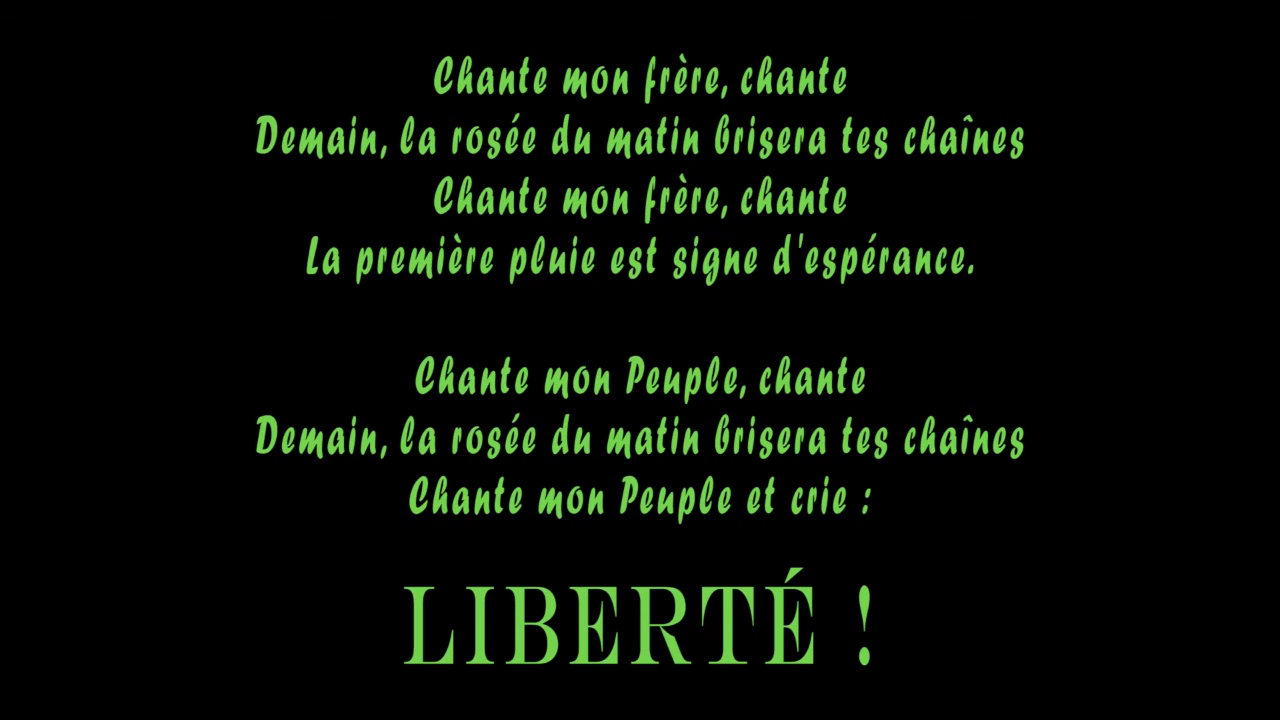 Chante mon frère, chante
Demain, la rosée du matin brisera tes chaînes
Chante mon frère, chante
La première pluie est signe d'espérance.
Chante mon Peuple, chante
Demain, la rosée du matin brisera tes chaînes
Chante mon Peuple et crie :
LIBERTÉ !